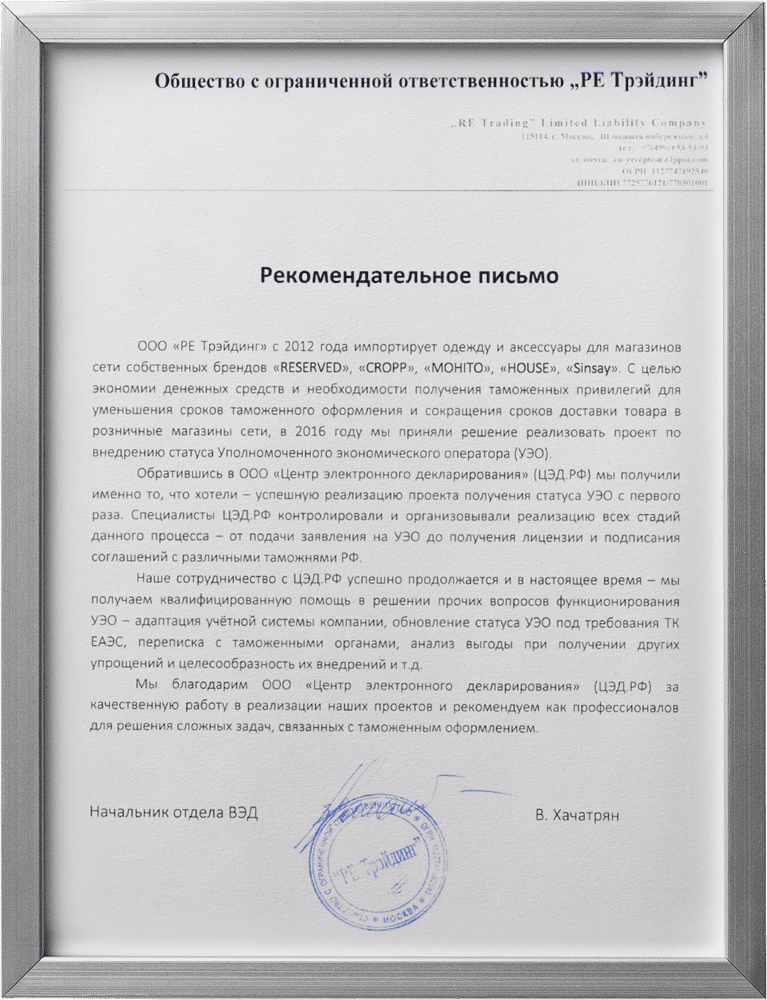 Общество с ограниченной ответственностью „РЕ Трэйдинг”
„RE Trading” Limited Liability Company
115114, г. Москва, Шлюзовая набережная, д.4
тел.: +7(499) 653-53-93
эл. почта: ru_reception@lppsa.com
ОГРН 1127747192540
ИНН/КПП 7725776121/770501001
Рекомендательное письмо
ООО «РЕ Трэйдинг» с 2012 года импортирует одежду и аксессуары для магазинов
сети собственных брендов «RESERVED», «CROPP», «MOHITO», «HOUSE», «Sinsay». С целью
экономии денежных средств и необходимости получения таможенных привилегий для
уменьшения сроков таможенного оформления и сокращения сроков доставки товара в
розничные магазины сети, в 2016 году мы приняли решение реализовать проект по
внедрению статуса Уполномоченного экономического оператора (УЭО).
Обратившись в ООО «Центр электронного декларирования» (ЦЭД.РФ) мы получили
именно то, что хотели – успешную реализацию проекта получения статуса УЭО с первого
раза. Специалисты ЦЭД.РФ контролировали и организовывали реализацию всех стадий
данного процесса – от подачи заявления на УЭО до получения лицензии и подписания
соглашений с различными таможнями РФ.
Наше сотрудничество с ЦЭД.РФ успешно продолжается и в настоящее время – мы
получаем квалифицированную помощь в решении прочих вопросов функционирования
УЭО – адаптация учётной системы компании, обновление статуса УЭО под требования ТК
ЕАЭС, переписка с таможенными органами, анализ выгоды при получении других
упрощений и целесообразность их внедрений и т.д.
Мы благодарим ООО «Центр электронного декларирования» (ЦЭД.РФ) за
качественную работу в реализации наших проектов и рекомендуем как профессионалов
для решения сложных задач, связанных с таможенным оформлением.
Начальник отдела ВЭД
В. Хачатрян
"РЕ Трэйдинг"
ОБЩЕСТВО С ОГРАНИЧЕННОЙ ОТВЕТСТВЕННОСТЬЮ
МОСКВА